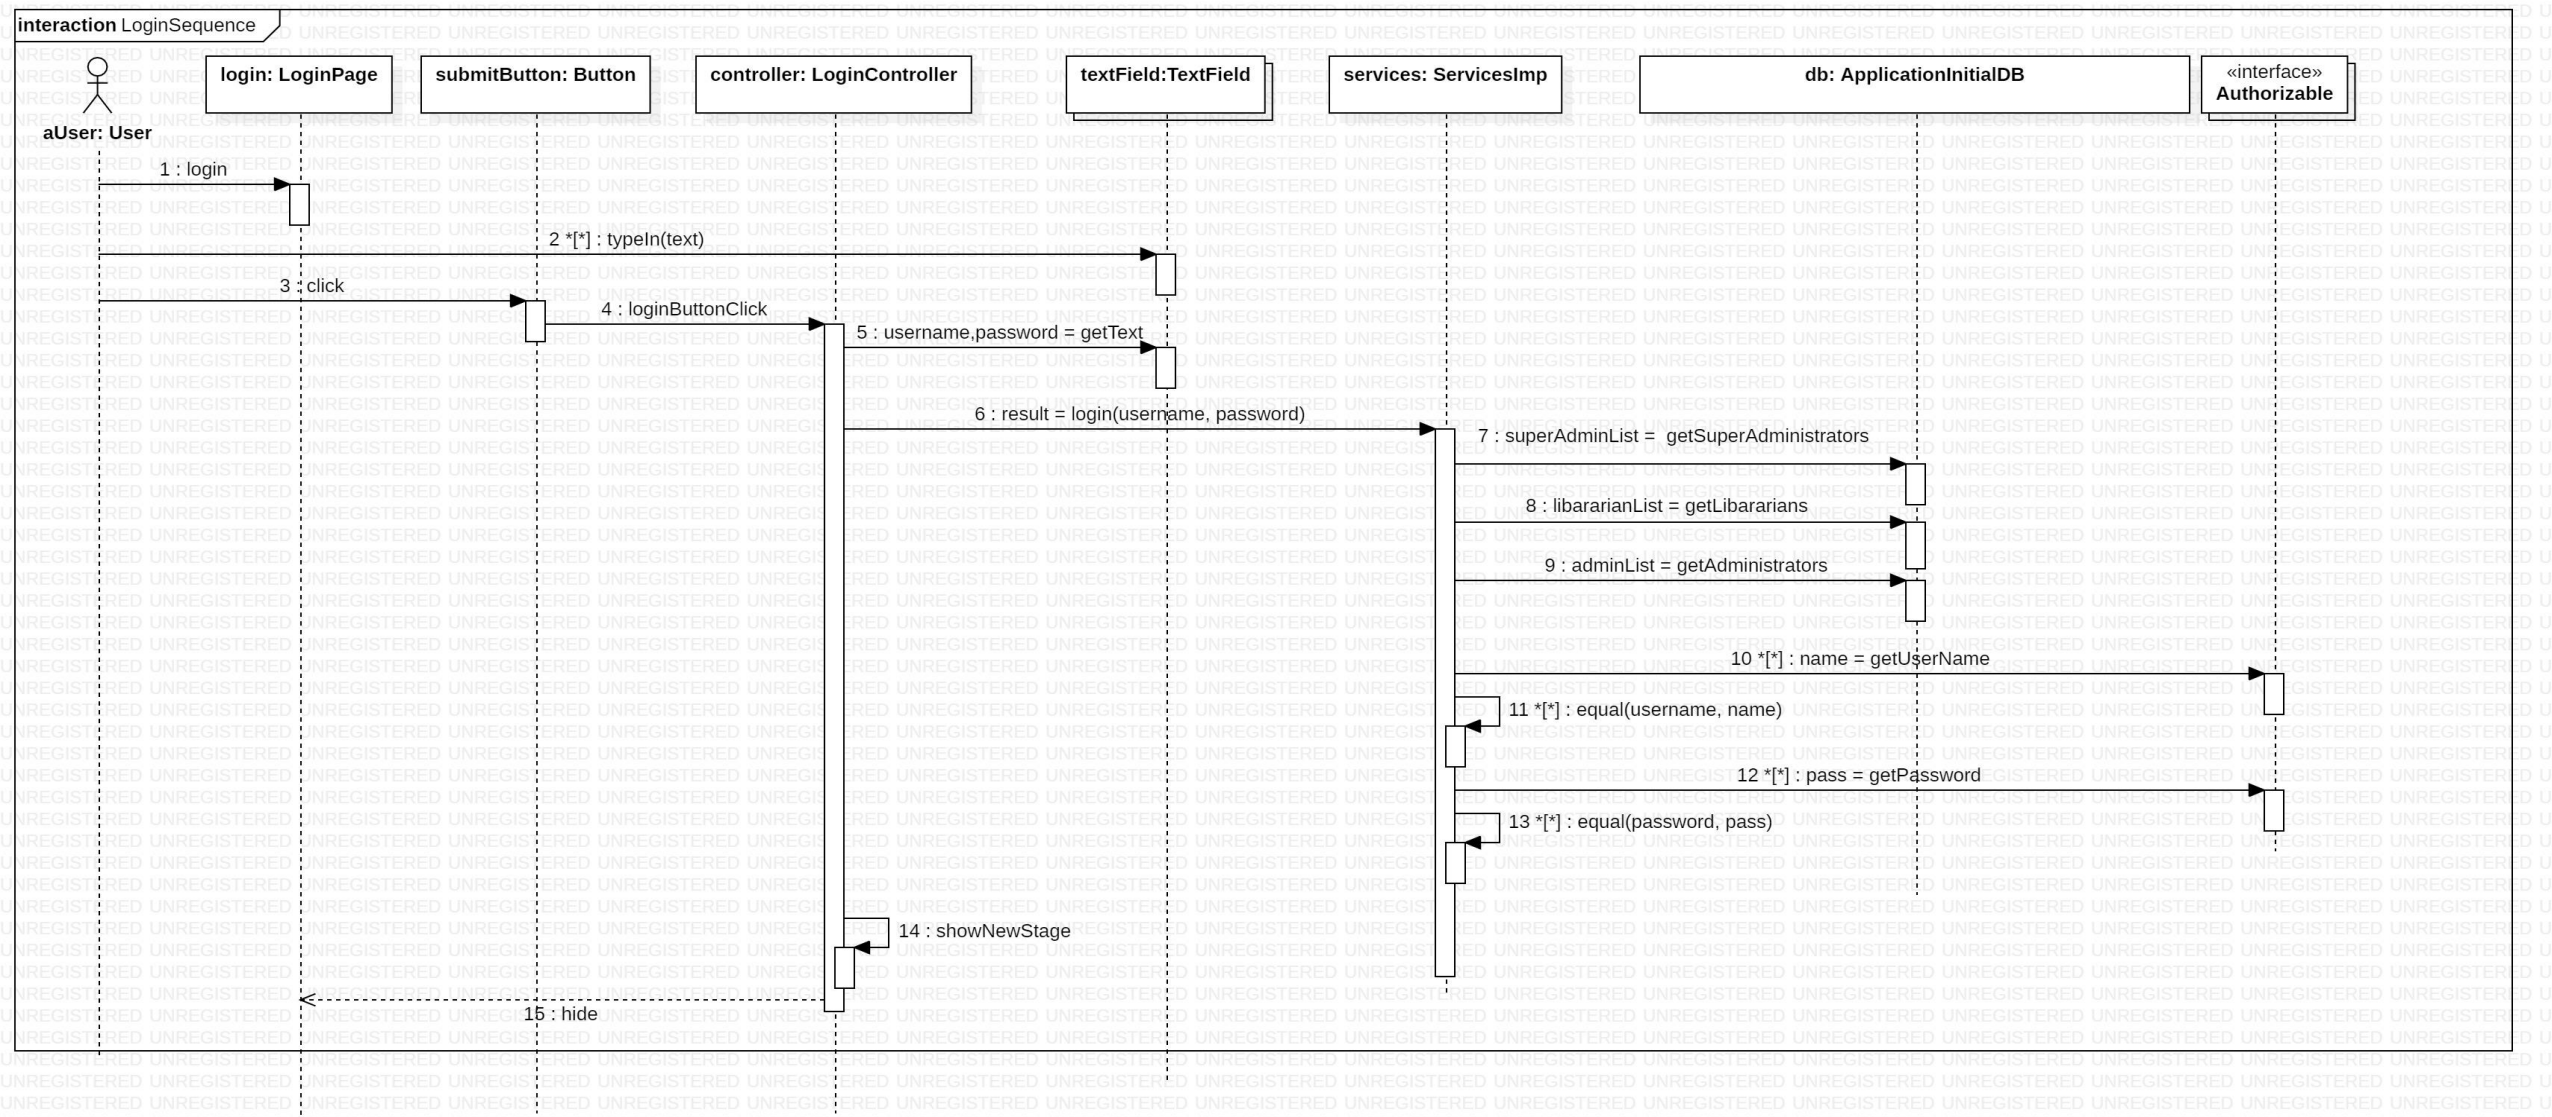 interaction LoginSequence
aUser: User
login: LoginPage
submitButton: Button
controller: LoginController
textField:TextField
services: ServicesImp
db: ApplicationInitialDB
«interface»
Authorizable
1 : login
2 *[*] : typeIn(text)
3 : click
4 : loginButtonClick
5 : username,password = getText
6 : result = login(username, password)
7 : superAdminList =  getSuperAdministrators
8 : libararianList = getLibararians
9 : adminList = getAdministrators
10 *[*] : name = getUserName
11 *[*] : equal(username, name)
12 *[*] : pass = getPassword
13 *[*] : equal(password, pass)
14 : showNewStage
15 : hide
UNREGISTERED